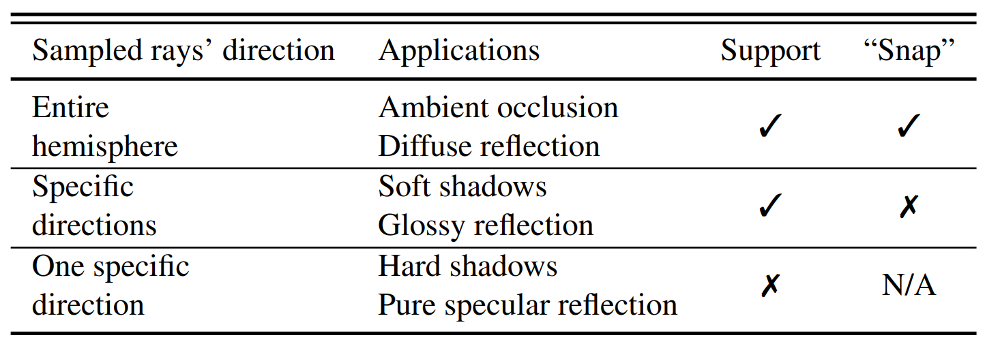 Sampled rays’ direction Applications Support “Snap”
Entire Ambient occlusion
hemisphere Diffuse reflection ✓ ✓
Specific Soft shadows
directions Glossy reflection ✓ ✗
One specific Hard shadows
direction Pure specular reflection ✗ N/A